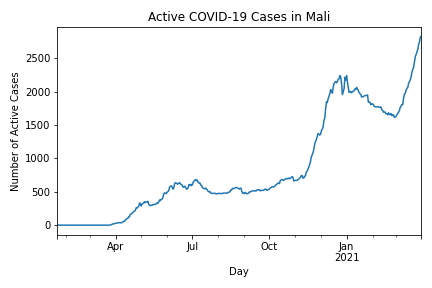 Active COVID-19 Cases in Mali
Number of Active Cases
2500
2000
1500
1000
500
0
Apr
Jul
Oct
Jan
2021
Day